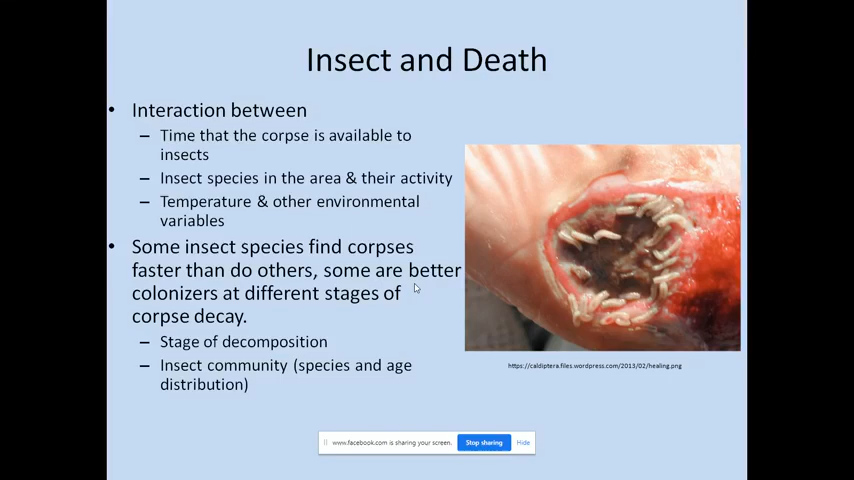 Insect and Death
• Interaction between
– Time that the corpse is available to
insects
– Insect species in the area & their activity
– Temperature & other environmental
variables
• Some insect species find corpses
faster than do others, some are better
colonizers at different stages of
corpse decay.
– Stage of decomposition
– Insect community (species and age
distribution)
https://caldiptera.files.wordpress.com/2013/02/healing.png
www.facebook.com is sharing your screen. Stop sharing Hide